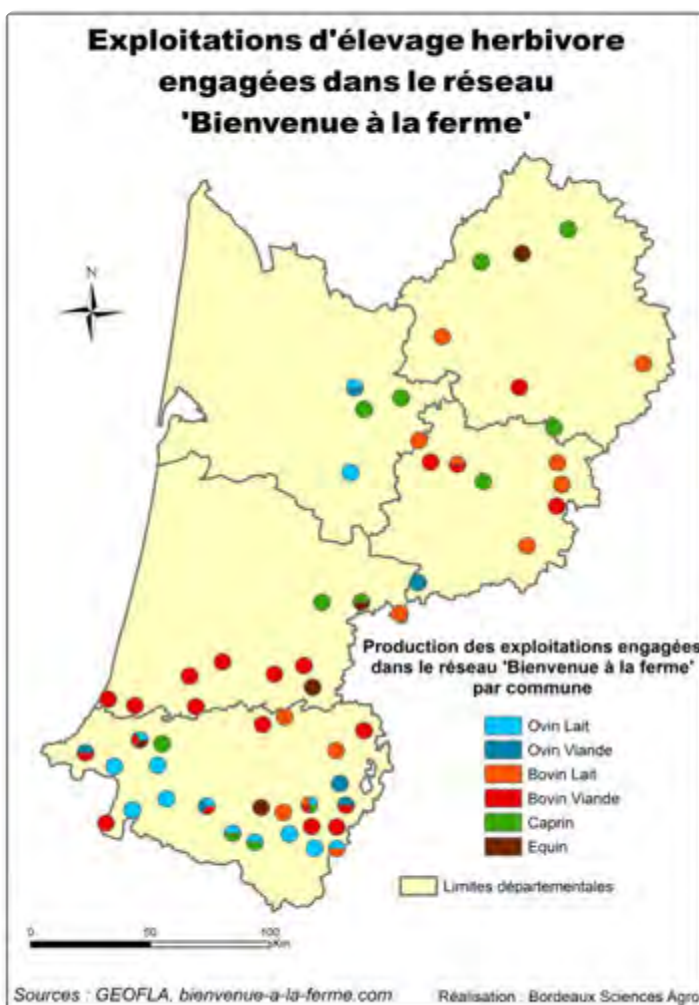 Exploitations d'élevage herbivore
engagées dans le réseau
'Bienvenue à la ferme'
N
Production des exploitations engagées
dans le réseau 'Bienvenue à la ferme'
par commune
Ovin Lait
Ovin Viande
Bovin Lait
Bovin Viande
Caprin
Equin
Limites départementales
0 50 100
Km
Sources : GEOFLA, bienvenue-a-la-ferme.com Réalisation : Bordeaux Sciences Agro